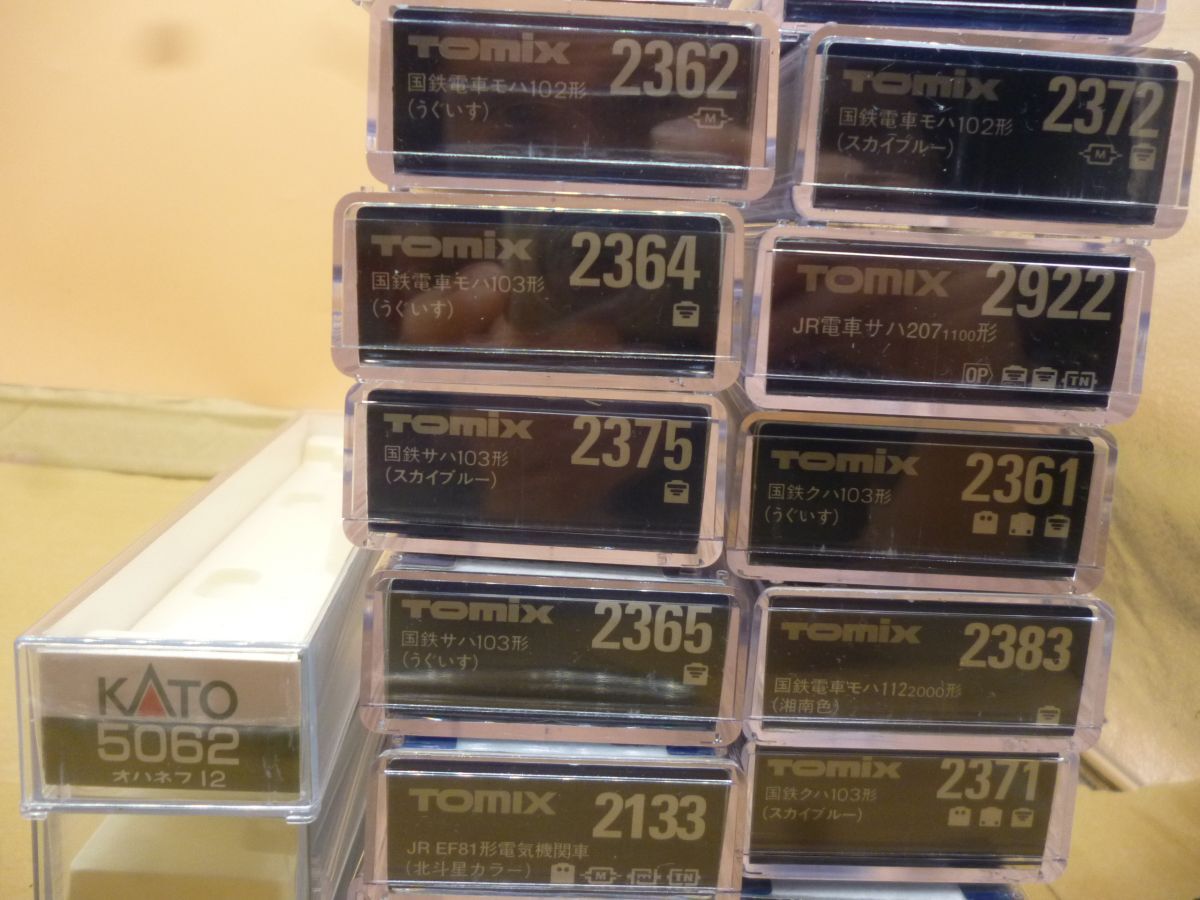 TOMIX 2362
国鉄電車モハ102形
(うぐいす)
M
TOMIX 2364
国鉄電車モハ103形
(うぐいす)
TOMIX 2375
国鉄サハ103形
(スカイブルー)
TOMIX 2365
国鉄サハ103形
(うぐいす)
TOMIX 2133
JR EF81形電気機関車
(北斗星カラー)
M TN
TOMIX 2372
国鉄電車モハ102形
(スカイブルー)
M
TOMIX 2922
JR電車サハ207 1100形
OP TN
TOMIX 2361
国鉄クハ103形
(うぐいす)
TOMIX 2383
国鉄電車モハ112 2000形
(湘南色)
TOMIX 2371
国鉄クハ103形
(スカイブルー)
KATO
5062
オハネフ12